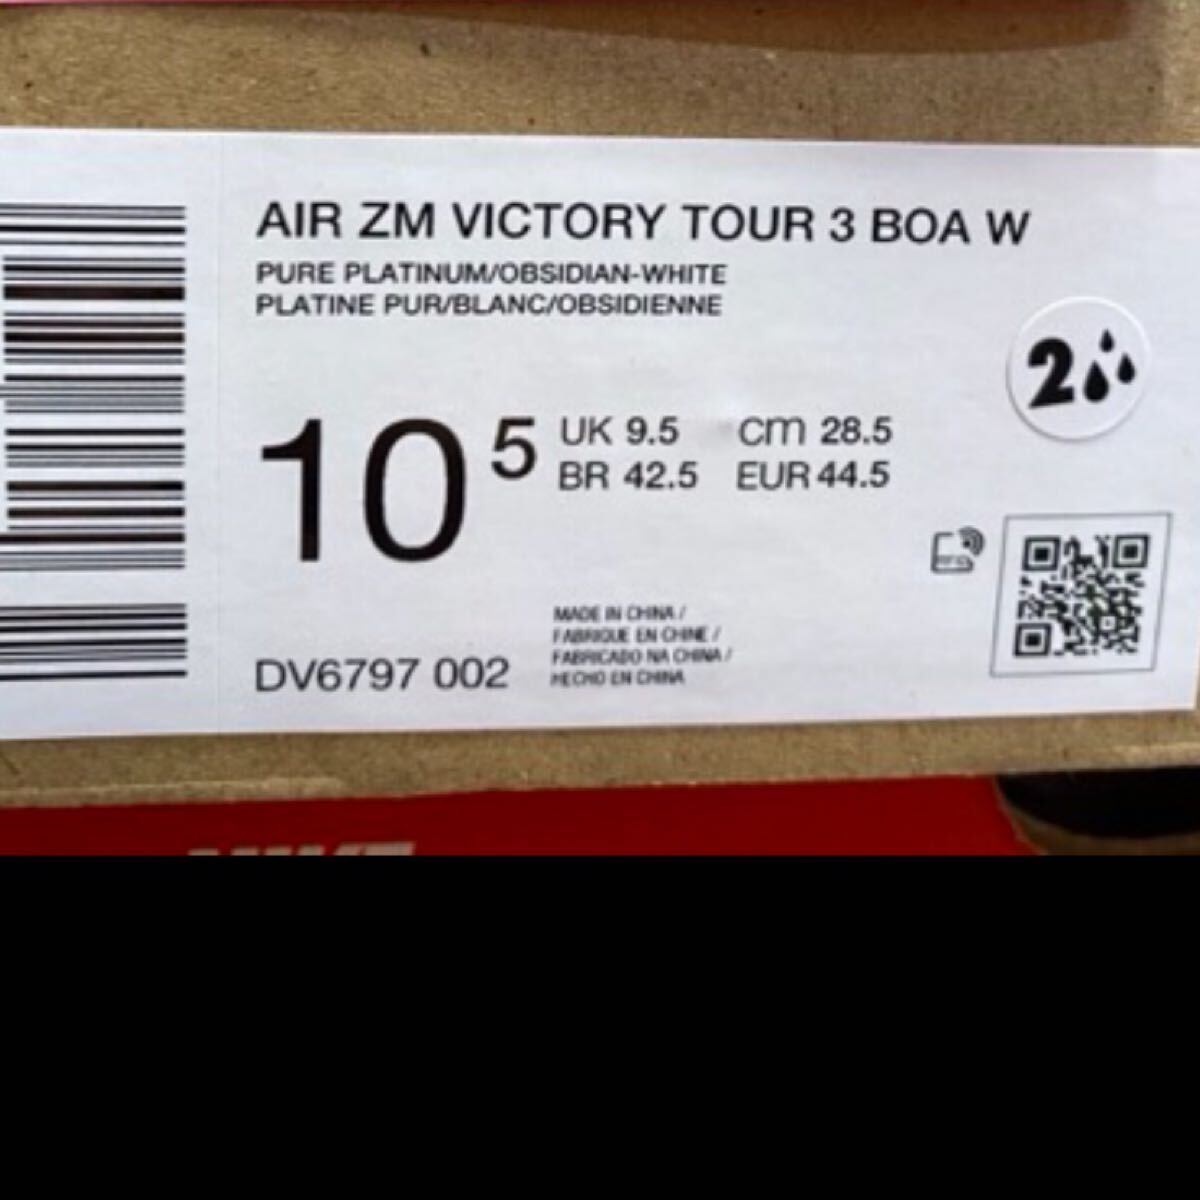 AIR ZM VICTORY TOUR 3 BOA W
PURE PLATINUM/OBSIDIAN-WHITE
PLATINE PUR/BLANC/OBSIDIENNE
2
10 5
UK 9.5 cm 28.5
BR 42.5 EUR 44.5
MADE IN CHINA /
FABRIQUE EN CHINE /
FABRICADO NA CHINA /
HECHO EN CHINA
DV6797 002